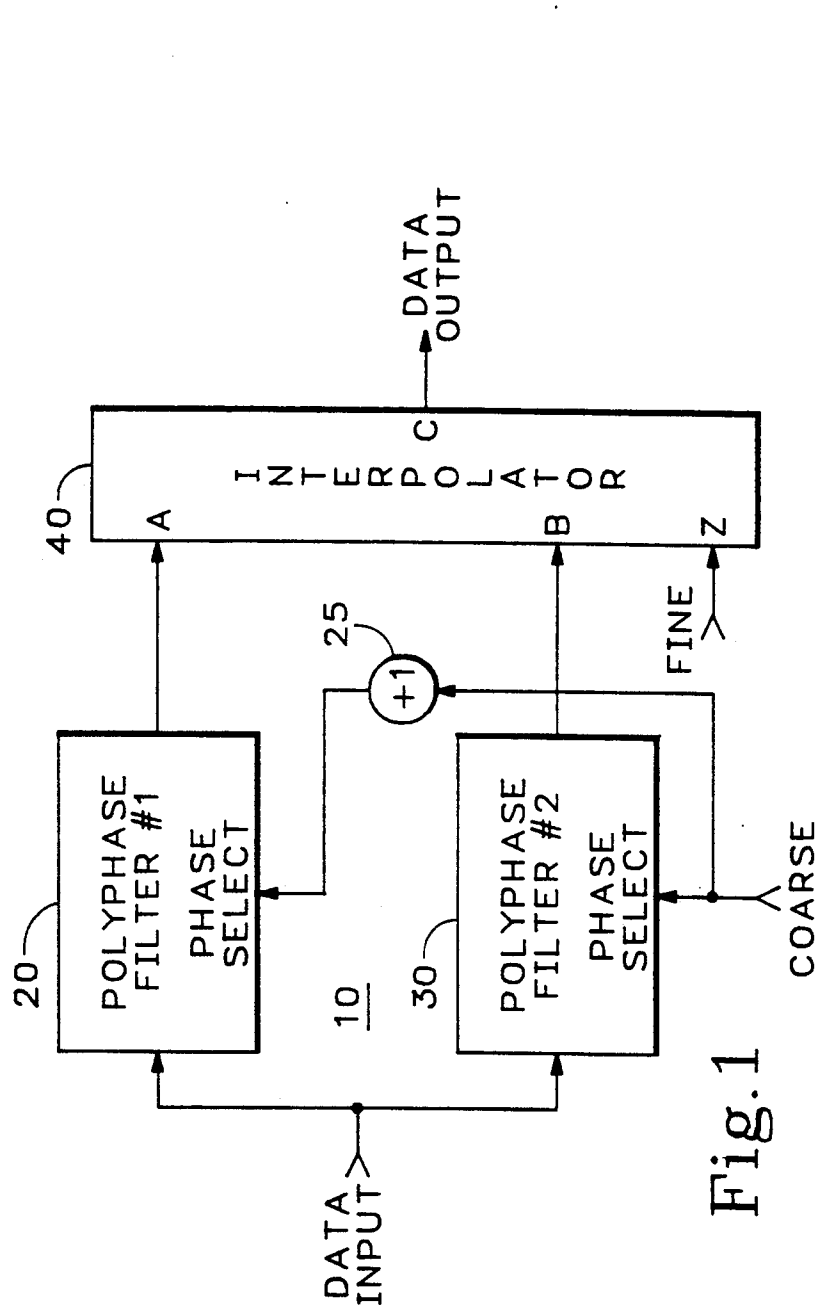 40
A
INTERPOLATOR
C
DATA
OUTPUT
B
Z
FINE
25
+1
20
POLYPHASE
FILTER #1
PHASE
SELECT
10
30
POLYPHASE
FILTER #2
PHASE
SELECT
COARSE
DATA
INPUT
Fig.1